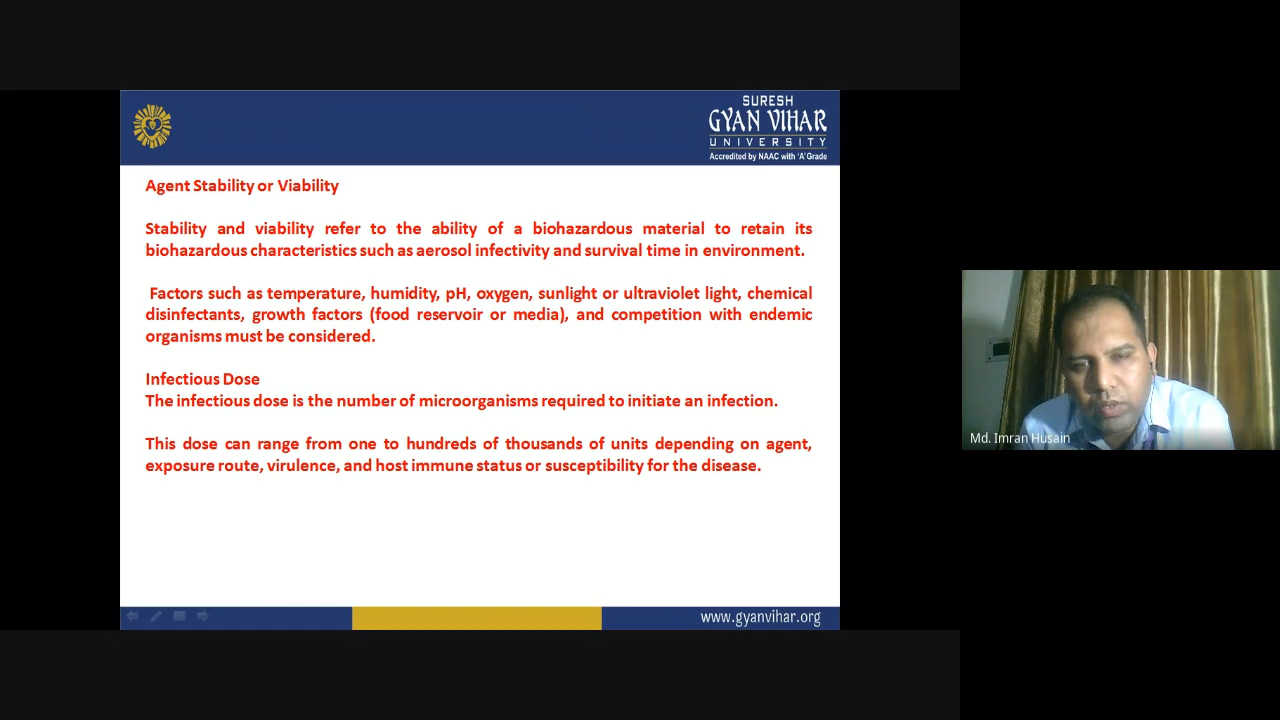 SURESH
GYAN VIHAR
UNIVERSITY
Accredited by NAAC with 'A' Grade
Agent Stability or Viability
Stability and viability refer to the ability of a biohazardous material to retain its
biohazardous characteristics such as aerosol infectivity and survival time in environment.
Factors such as temperature, humidity, pH, oxygen, sunlight or ultraviolet light, chemical
disinfectants, growth factors (food reservoir or media), and competition with endemic
organisms must be considered.
Infectious Dose
The infectious dose is the number of microorganisms required to initiate an infection.
This dose can range from one to hundreds of thousands of units depending on agent,
exposure route, virulence, and host immune status or susceptibility for the disease.
www.gyanvihar.org
Md. Imran Husain